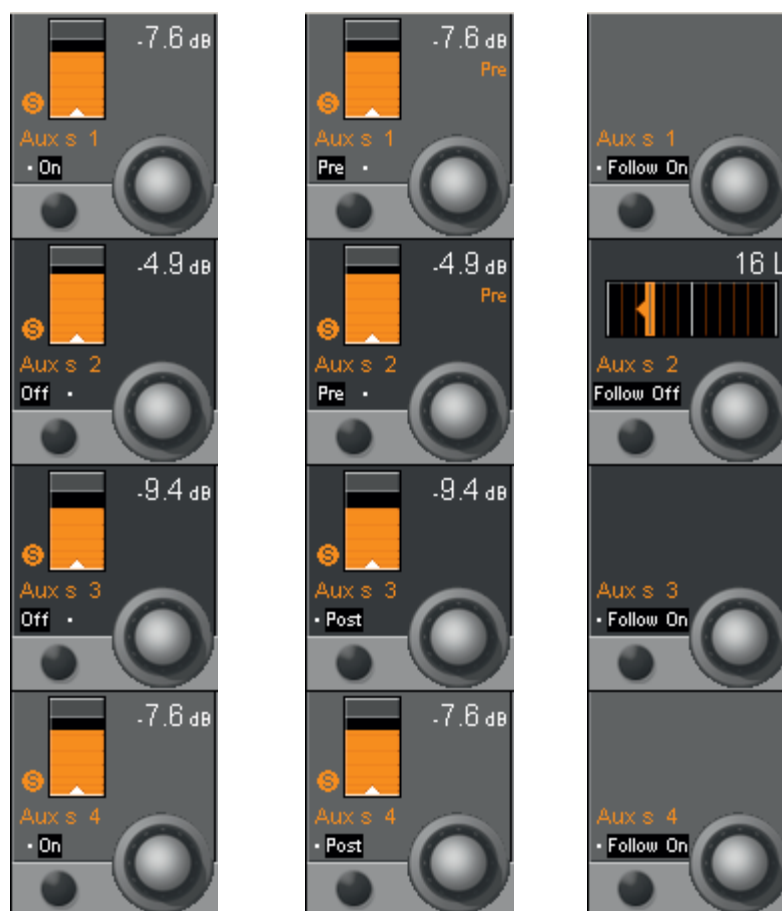 -7.6 dB
S
Aux s 1
On
-4.9 dB
S
Aux s 2
Off
-9.4 dB
S
Aux s 3
Off
-7.6 dB
S
Aux s 4
On
-7.6 dB
Pre
S
Aux s 1
Pre
-4.9 dB
Pre
S
Aux s 2
Pre
-9.4 dB
S
Aux s 3
Post
-7.6 dB
S
Aux s 4
Post
Aux s 1
Follow On
16 L
Aux s 2
Follow Off
Aux s 3
Follow On
Aux s 4
Follow On